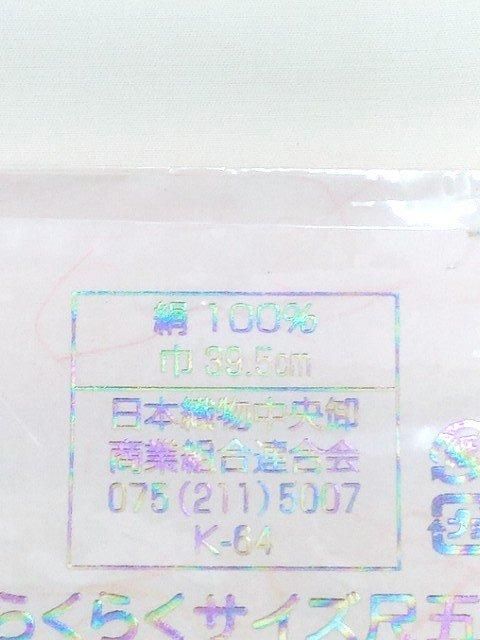 絹 100%
巾 39.5cm
日本織物中央卸
商業組合連合会
075(211)5007
K-64
らくらくサイズ尺五